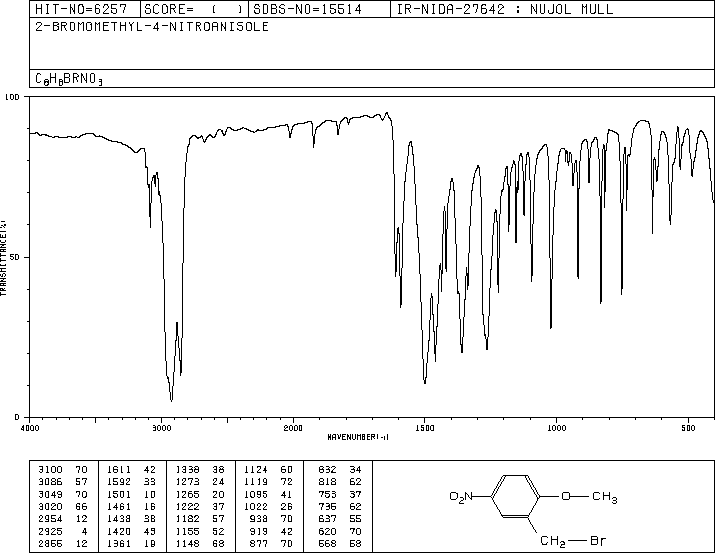 HIT-NO=6257 SCORE= ( ) SDBS-NO=15514 IR-NIDA-27642 : NUJOL MULL
2-BROMOMETHYL-4-NITROANISOLE
C8H8BRNO3
100
50
0
TRANSMITTANCE(%)
4000 3000 2000 1500 1000 500
WAVENUMBER(-1)
3100 70 1611 42 1338 38 1124 60 832 34
3086 57 1592 33 1273 24 1119 72 818 62
3049 70 1501 10 1265 20 1095 41 753 37
3020 66 1461 16 1222 37 1022 26 735 62
2954 12 1438 38 1182 57 938 70 637 55
2925 4 1420 49 1155 52 919 42 620 70
2855 12 1361 19 1148 68 877 70 568 58
O2N
O CH3
CH2 Br